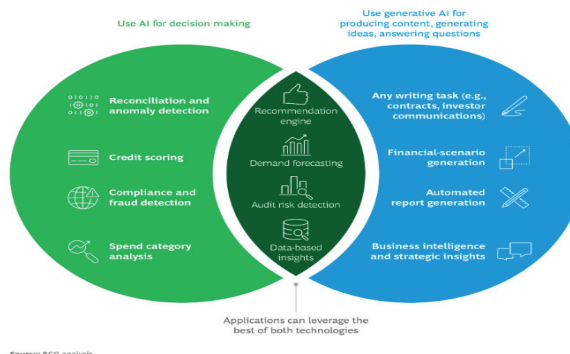 Use AI for decision making
Use generative AI for
producing content, generating
ideas, answering questions
Reconciliation and
anomaly detection
Credit scoring
Compliance and
fraud detection
Spend category
analysis
Recommendation
engine
Demand forecasting
Audit risk detection
Data-based
insights
Any writing task (e.g.,
contracts, investor
communications)
Financial-scenario
generation
Automated
report generation
Business intelligence
and strategic insights
Applications can leverage the
best of both technologies
Source: BCG analysis